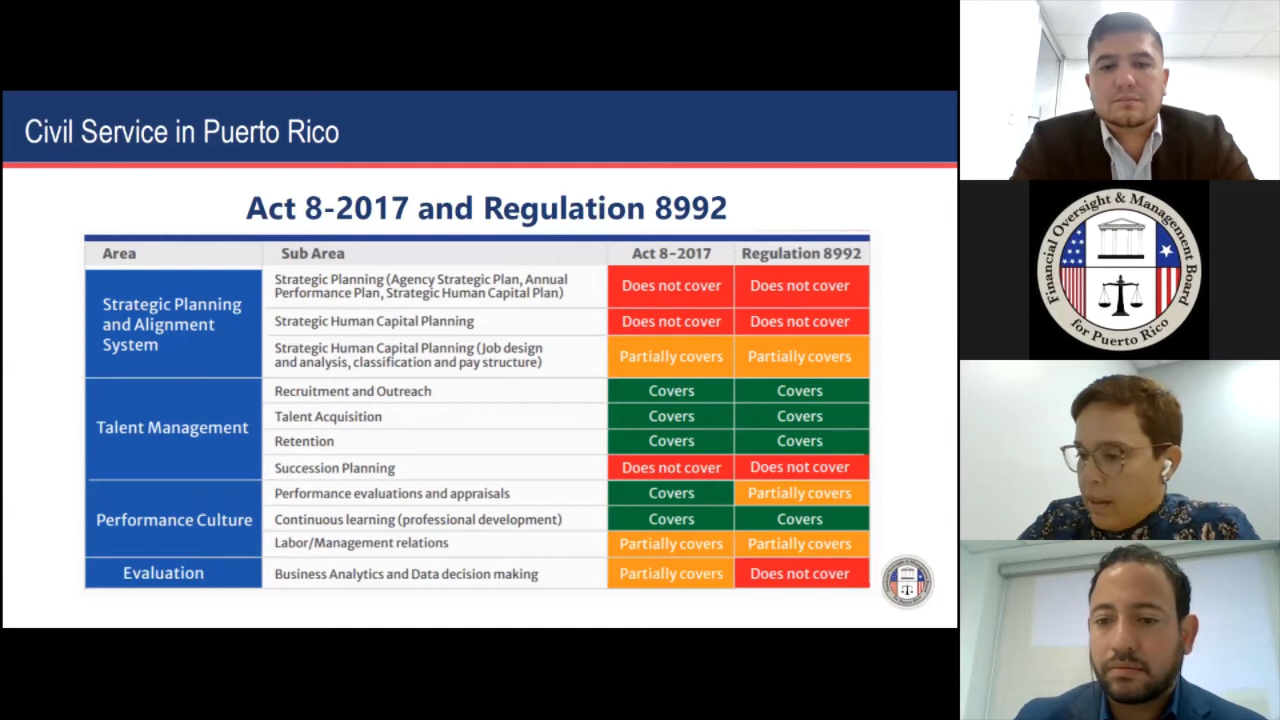 Civil Service in Puerto Rico
Act 8-2017 and Regulation 8992
Area Sub Area Act 8-2017 Regulation 8992
Strategic Planning
and Alignment
System
Strategic Planning (Agency Strategic Plan, Annual
Performance Plan, Strategic Human Capital Plan)
Does not cover Does not cover
Strategic Human Capital Planning Does not cover Does not cover
Strategic Human Capital Planning (Job design
and analysis, classification and pay structure)
Partially covers Partially covers
Talent Management
Recruitment and Outreach Covers Covers
Talent Acquisition Covers Covers
Retention Covers Covers
Succession Planning Does not cover Does not cover
Performance Culture
Performance evaluations and appraisals Covers Partially covers
Continuous learning (professional development) Covers Covers
Labor/Management relations Partially covers Partially covers
Evaluation Business Analytics and Data decision making Partially covers Does not cover
Financial Oversight & Management Board
for Puerto Rico